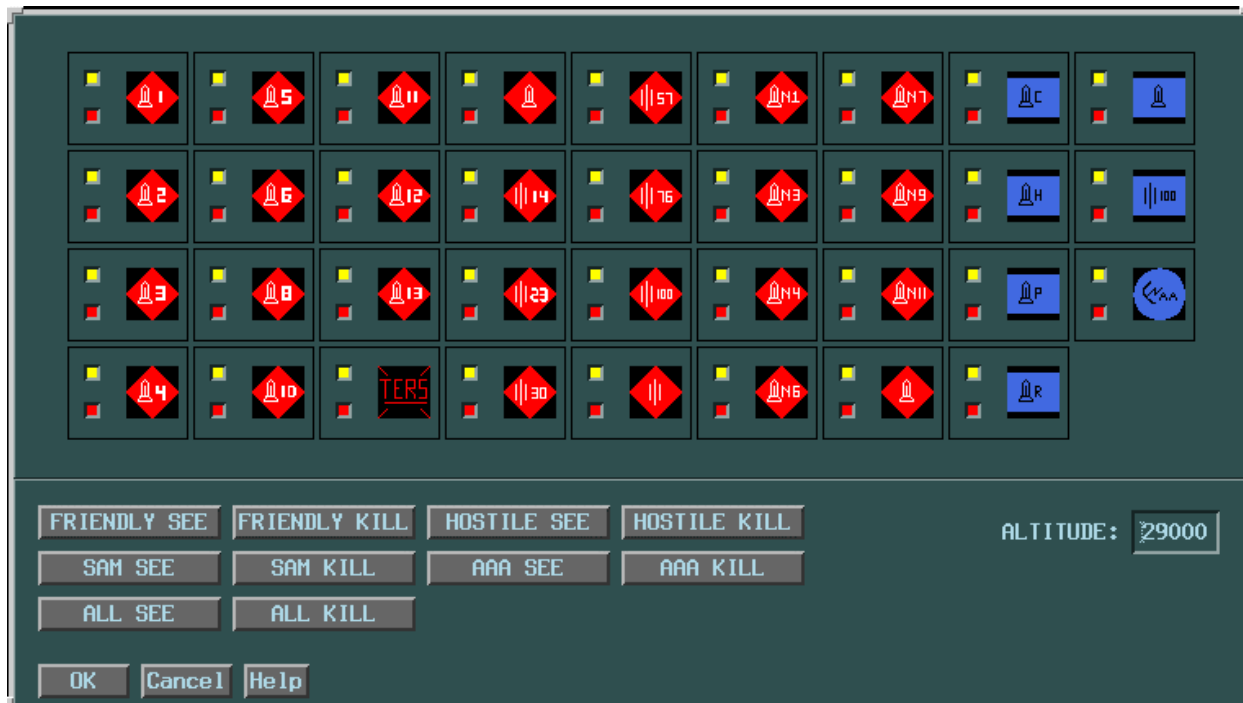 1 5 11 57 N1 N7 C
2 6 12 14 76 N3 N9 H 100
3 8 13 23 100 N4 N11 P AA
4 10 TERS 30 N6 R
FRIENDLY SEE FRIENDLY KILL HOSTILE SEE HOSTILE KILL ALTITUDE: 29000
SAM SEE SAM KILL AAA SEE AAA KILL
ALL SEE ALL KILL
OK Cancel Help